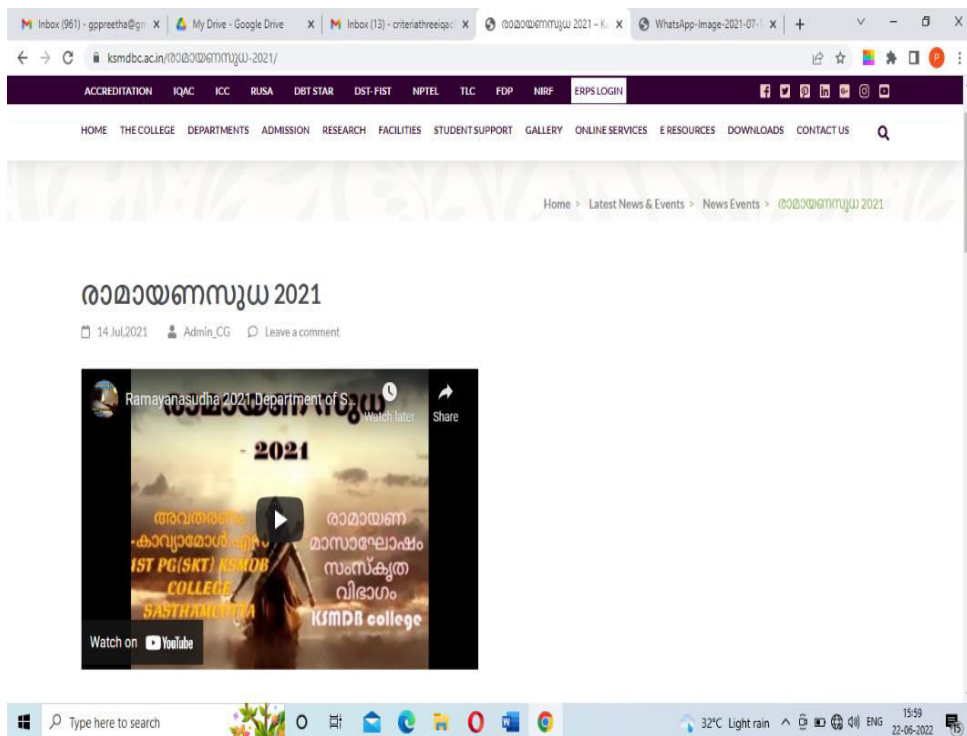 Inbox (961) - gppreetha@gm
My Drive - Google Drive
Inbox (13) - criteriathreeiqac
രാമായണസുധ 2021 – K
WhatsApp-Image-2021-07-1
ksmdbc.ac.in/രാമായണസുധ-2021/
ACCREDITATION IQAC ICC RUSA DBT STAR DST-FIST NPTEL TLC FDP NIRF ERPS LOGIN
HOME THE COLLEGE DEPARTMENTS ADMISSION RESEARCH FACILITIES STUDENT SUPPORT GALLERY ONLINE SERVICES E RESOURCES DOWNLOADS CONTACT US
Home > Latest News & Events > News Events > രാമായണസുധ 2021
രാമായണസുധ 2021
14 Jul,2021 Admin_CG Leave a comment
Ramayanasudha 2021 Department of S...
Watch later
Share
രാമായണസുധ
- 2021
അവതരണം
-കാവ്യാമോൾ.എസ്
1ST PG(SKT) KSMDB
COLLEGE
SASTHAMCOTTA
രാമായണ
മാസാഘോഷം
സംസ്കൃത
വിഭാഗം
KSMDB college
Watch on YouTube
Type here to search
32°C Light rain
ENG
15:59
22-06-2022
15